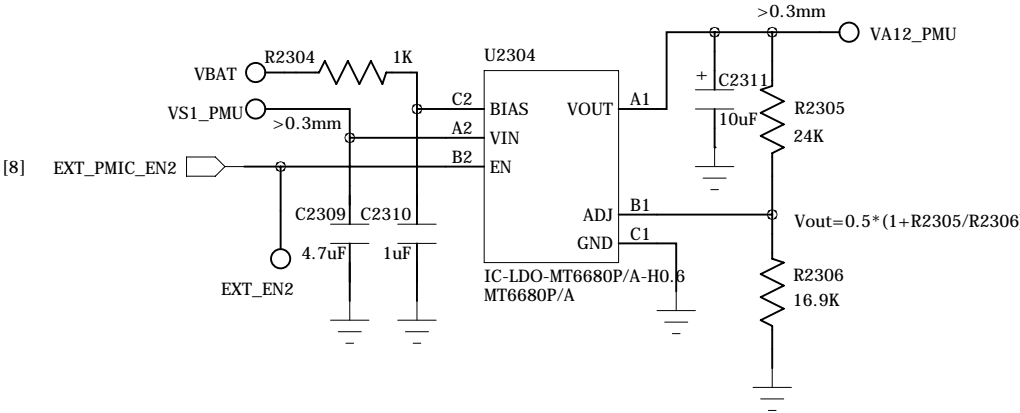 >0.3mm
VA12_PMU
R2304 1K
U2304
VBAT
VS1_PMU
>0.3mm
C2 BIAS
VOUT A1
A2 VIN
B2 EN
+ C2311
10uF
R2305
24K
[8] EXT_PMIC_EN2
C2309 C2310
4.7uF 1uF
ADJ B1
GND C1
Vout=0.5*(1+R2305/R2306
EXT_EN2
IC-LDO-MT6680P/A-H0.6
MT6680P/A
R2306
16.9K